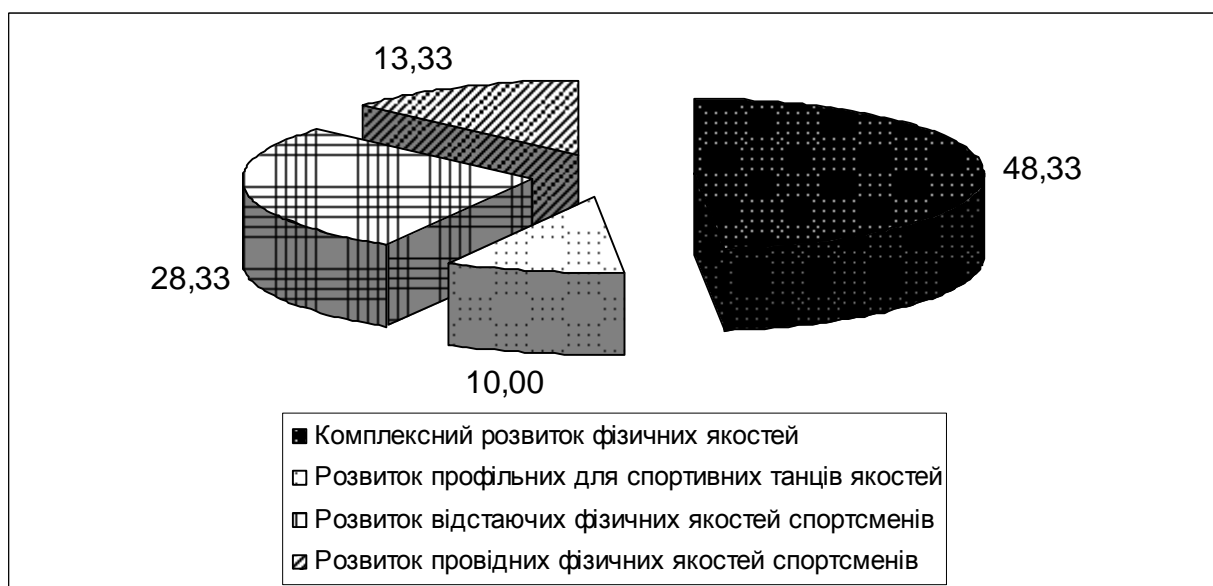 13,33
48,33
28,33
10,00
Комплексний розвиток фізичних якостей
Розвиток профільних для спортивних танців якостей
Розвиток відстаючих фізичних якостей спортсменів
Розвиток провідних фізичних якостей спортсменів